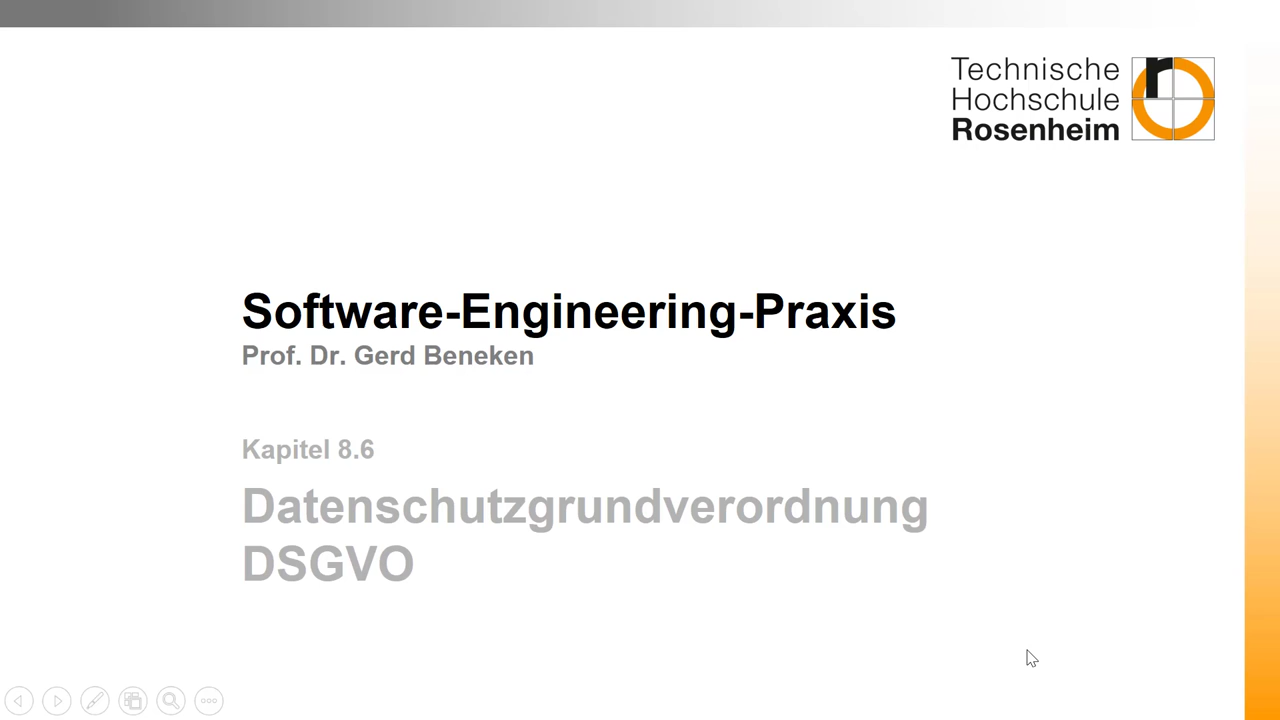 Technische
Hochschule
Rosenheim
Software-Engineering-Praxis
Prof. Dr. Gerd Beneken
Kapitel 8.6
Datenschutzgrundverordnung
DSGVO